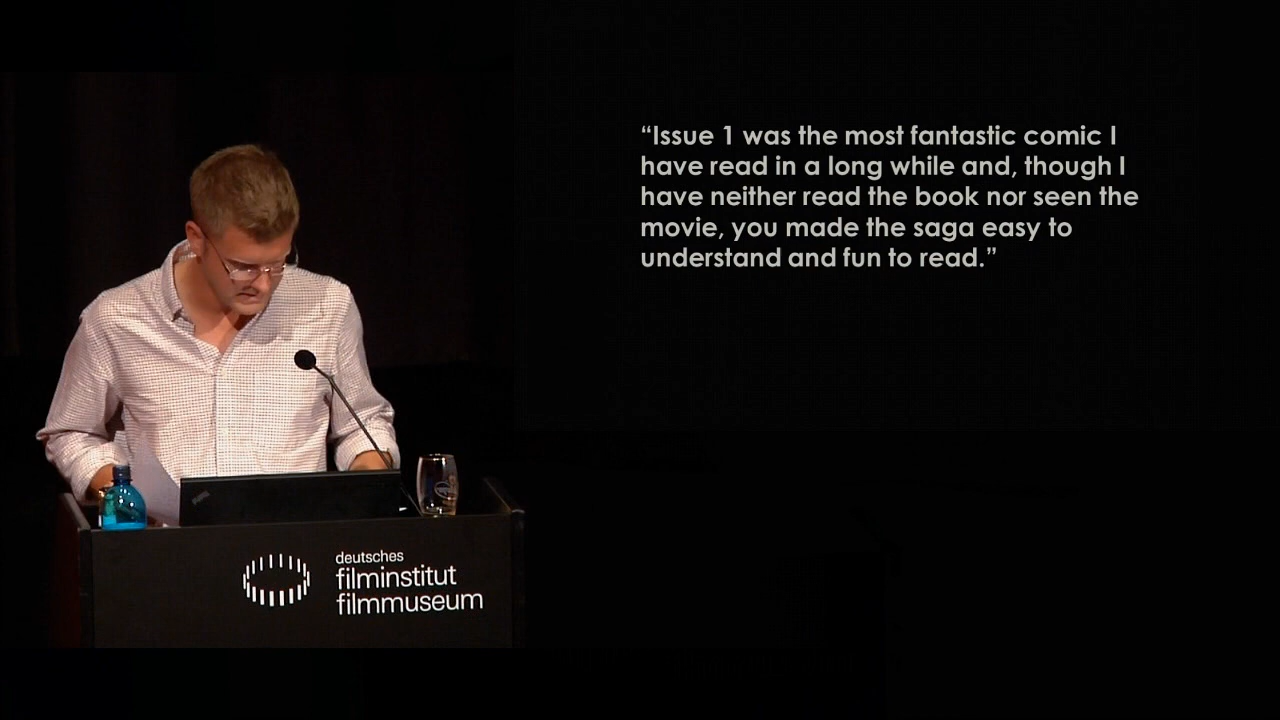 “Issue 1 was the most fantastic comic I
have read in a long while and, though I
have neither read the book nor seen the
movie, you made the saga easy to
understand and fun to read.”
deutsches
filminstitut
filmmuseum